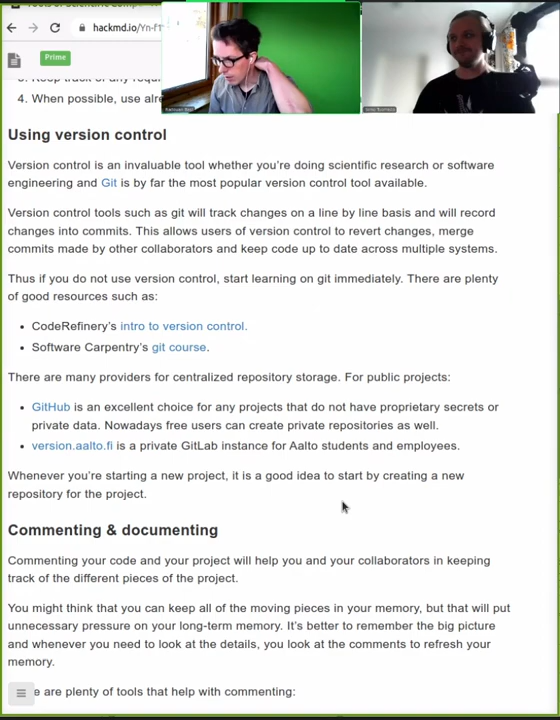 hackmd.io/Yn-f
Prime
4. When possible, use alre
Using version control
Version control is an invaluable tool whether you're doing scientific research or software
engineering and Git is by far the most popular version control tool available.
Version control tools such as git will track changes on a line by line basis and will record
changes into commits. This allows users of version control to revert changes, merge
commits made by other collaborators and keep code up to date across multiple systems.
Thus if you do not use version control, start learning on git immediately. There are plenty
of good resources such as:
• CodeRefinery's intro to version control.
• Software Carpentry's git course.
There are many providers for centralized repository storage. For public projects:
• GitHub is an excellent choice for any projects that do not have proprietary secrets or
private data. Nowadays free users can create private repositories as well.
• version.aalto.fi is a private GitLab instance for Aalto students and employees.
Whenever you're starting a new project, it is a good idea to start by creating a new
repository for the project.
Commenting & documenting
Commenting your code and your project will help you and your collaborators in keeping
track of the different pieces of the project.
You might think that you can keep all of the moving pieces in your memory, but that will put
unnecessary pressure on your long-term memory. It's better to remember the big picture
and whenever you need to look at the details, you look at the comments to refresh your
memory.
e are plenty of tools that help with commenting: